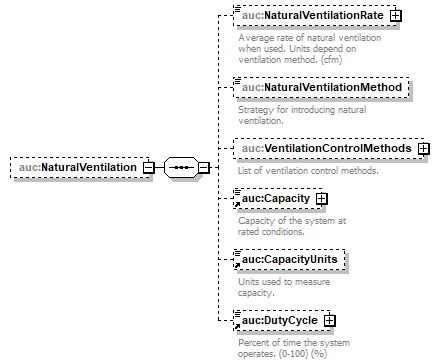 auc:NaturalVentilationRate
Average rate of natural ventilation
when used. Units depend on
ventilation method. (cfm)
auc:NaturalVentilationMethod
Strategy for introducing natural
ventilation.
auc:VentilationControlMethods
List of ventilation control methods.
auc:NaturalVentilation
auc:Capacity
Capacity of the system at
rated conditions.
auc:CapacityUnits
Units used to measure
capacity.
auc:DutyCycle
Percent of time the system
operates. (0-100) (%)